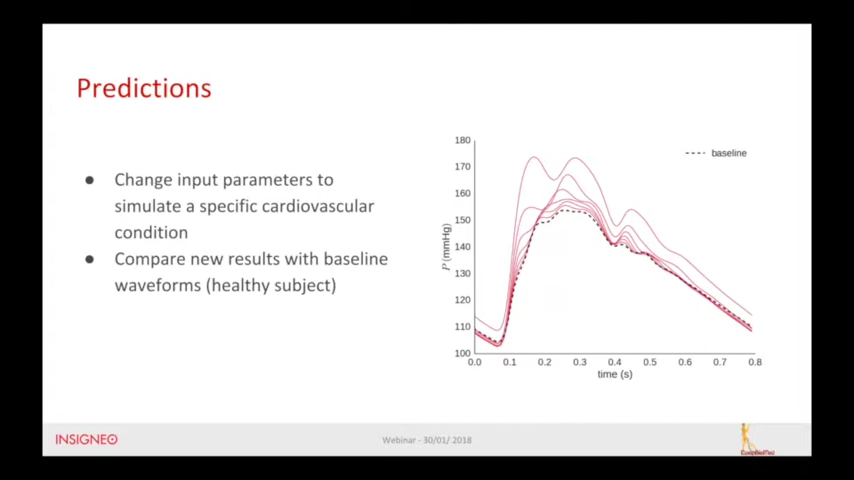 Predictions
● Change input parameters to
simulate a specific cardiovascular
condition
● Compare new results with baseline
waveforms (healthy subject)
baseline
180
170
160
150
140
130
120
110
100
P (mmHg)
0.0 0.1 0.2 0.3 0.4 0.5 0.6 0.7 0.8
time (s)
INSIGNEO
Webinar - 30/01/ 2018
CompBioMed